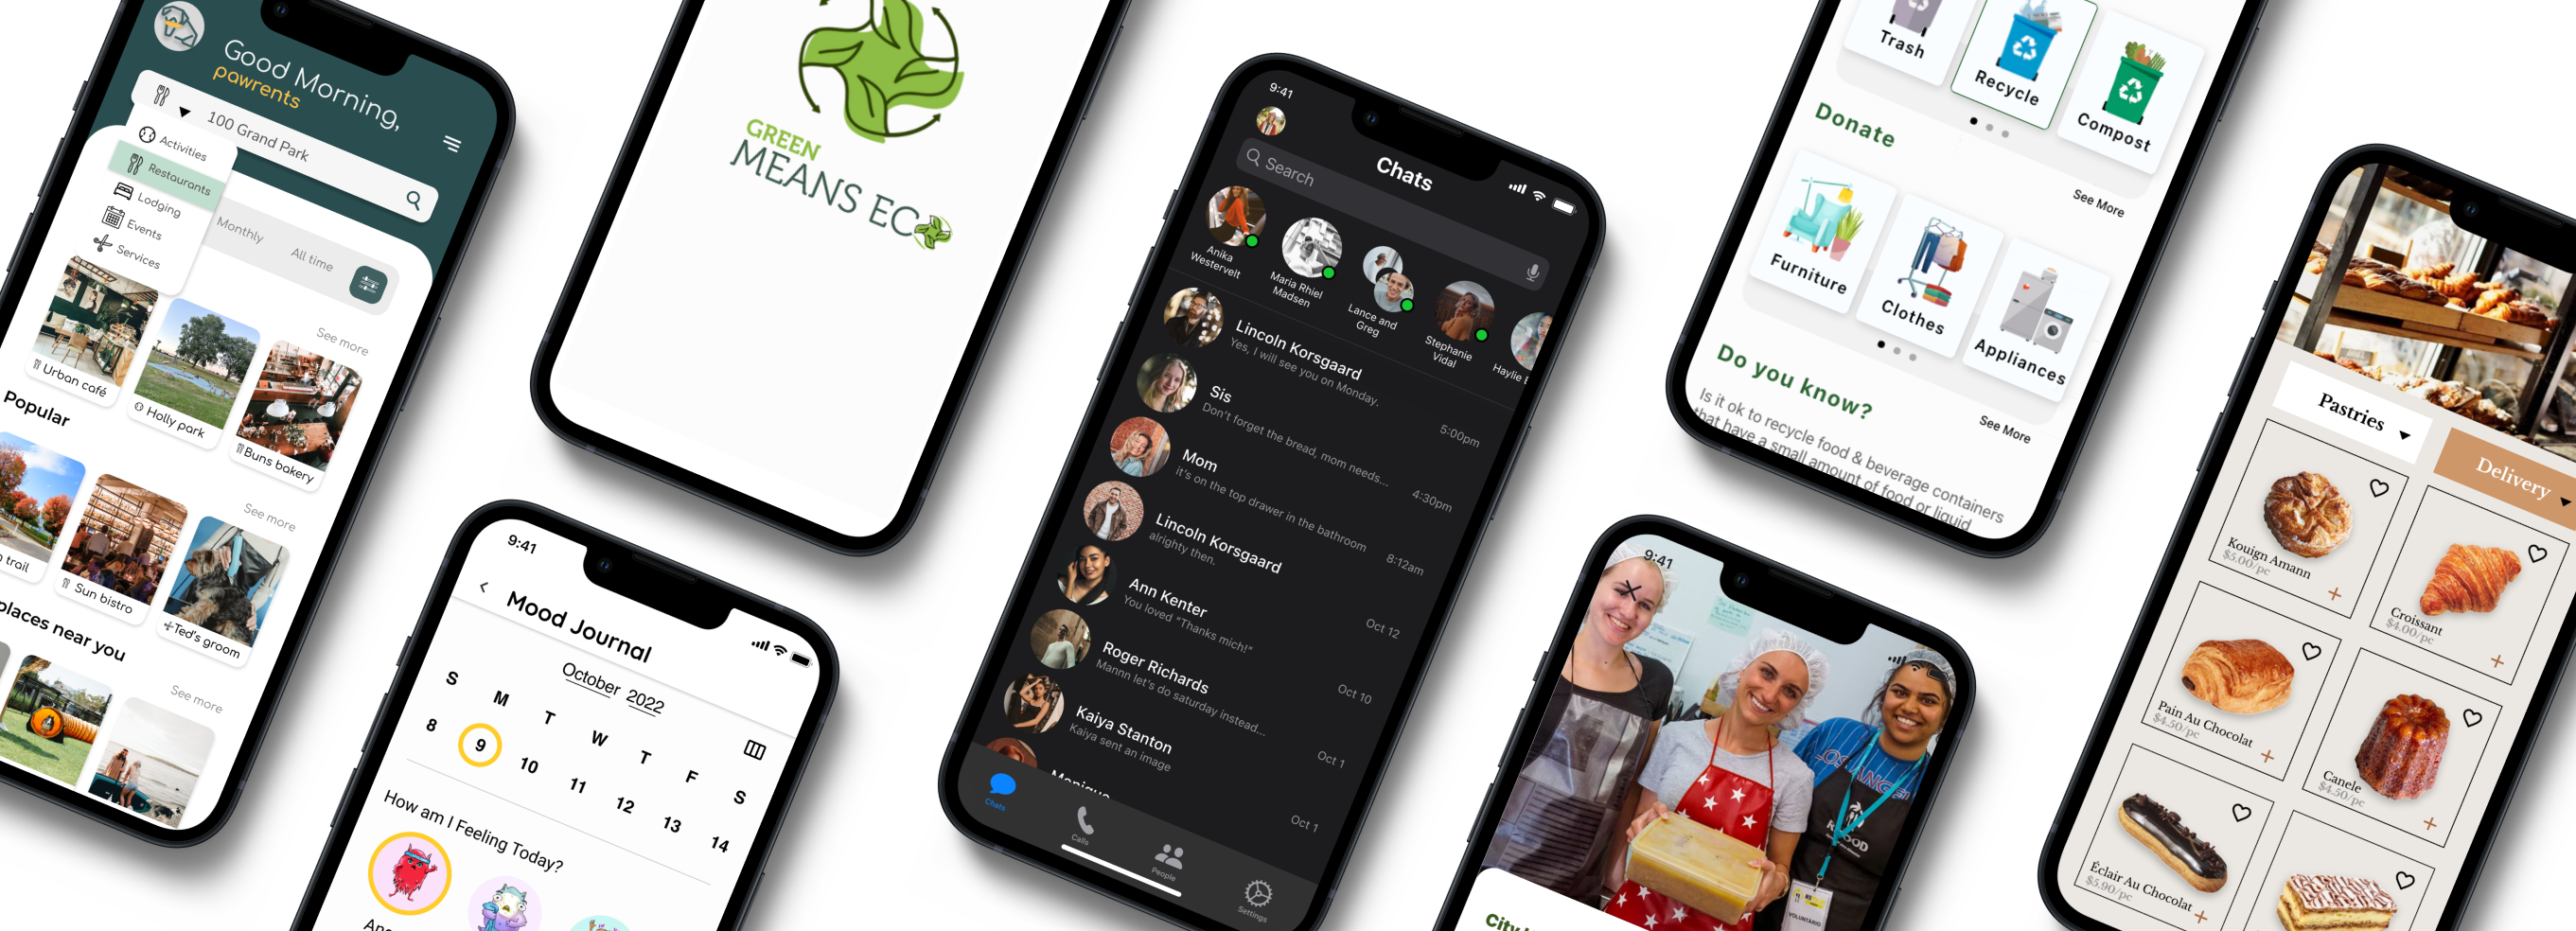 Good Morning,
pawrents
100 Grand Park
Activities
Restaurants
Lodging
Events
Services
Monthly
All time
See more
Urban café
Holly park
Buns bakery
Popular
See more
trail
Sun bistro
Ted's groom
places near you
See more
GREEN
MEANS ECO
9:41
Mood Journal
October 2022
S M T W T F S
8 9 10 11 12 13 14
How am I Feeling Today?
9:41
Chats
Search
Anika
Westervelt
Maria Rhiel
Madsen
Lance and
Greg
Stephanie
Vidal
Haylie
Lincoln Korsgaard
Yes, I will see you on Monday.
5:00pm
Sis
Don't forget the bread, mom needs...
4:30pm
Mom
it's on the top drawer in the bathroom
8:12am
Lincoln Korsgaard
alrighty then.
Oct 12
Ann Kenter
You loved "Thanks mich!"
Oct 10
Roger Richards
Mannn let's do saturday instead...
Oct 1
Kaiya Stanton
Kaiya sent an image
Oct 1
Monique
Chats
Calls
People
Settings
Trash
Recycle
Compost
Donate
See More
Furniture
Clothes
Appliances
Do you know?
See More
Is it ok to recycle food & beverage containers
that have a small amount of food or liquid
9:41
LOS ANGEL
VOLUNTÁRIO
City
Pastries
Delivery
Kouign Amann
$5.00/pc
Croissant
$4.00/pc
Pain Au Chocolat
$4.50/pc
Canele
$4.50/pc
Éclair Au Chocolat
$5.90/pc